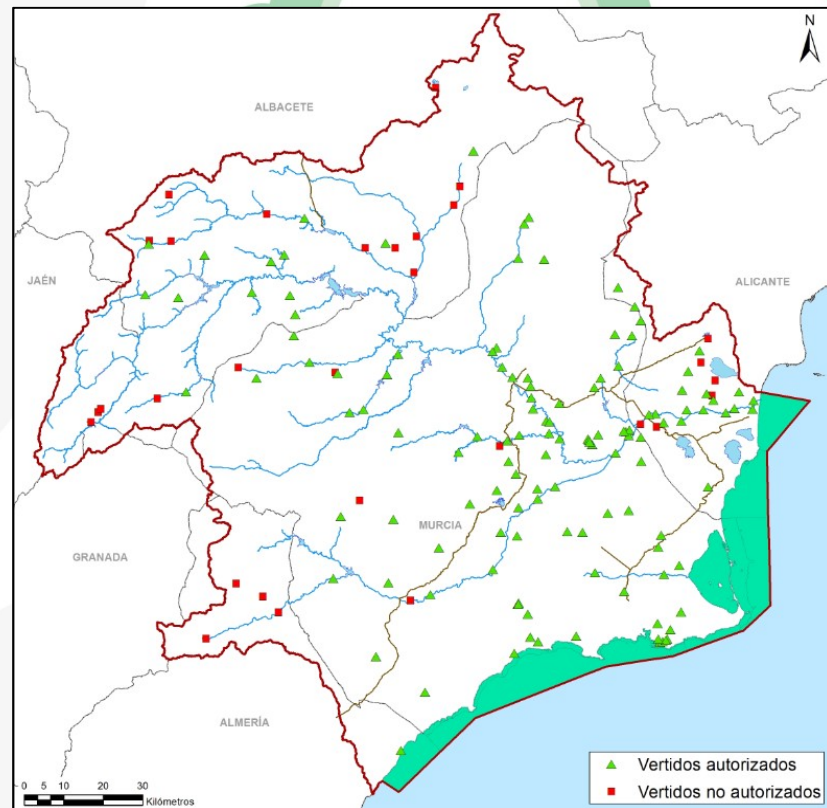 N
ALBACETE
JAÉN
ALICANTE
MURCIA
GRANADA
ALMERÍA
Vertidos autorizados
Vertidos no autorizados
0 5 10 20 30
Kilómetros